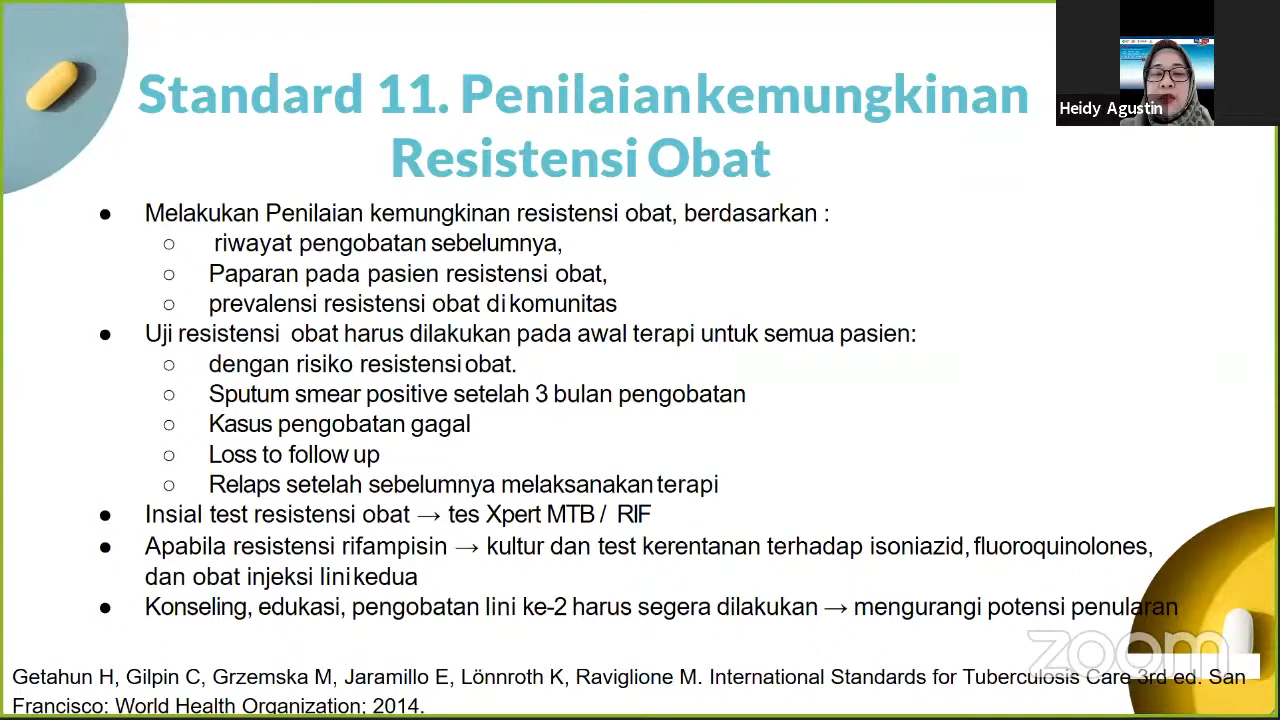 Standard 11. Penilaian kemungkinan
Resistensi Obat
Heidy Agustin
● Melakukan Penilaian kemungkinan resistensi obat, berdasarkan :
○ riwayat pengobatan sebelumnya,
○ Paparan pada pasien resistensi obat,
○ prevalensi resistensi obat di komunitas
● Uji resistensi obat harus dilakukan pada awal terapi untuk semua pasien:
○ dengan risiko resistensi obat.
○ Sputum smear positive setelah 3 bulan pengobatan
○ Kasus pengobatan gagal
○ Loss to follow up
○ Relaps setelah sebelumnya melaksanakan terapi
● Insial test resistensi obat → tes Xpert MTB / RIF
● Apabila resistensi rifampisin → kultur dan test kerentanan terhadap isoniazid, fluoroquinolones,
dan obat injeksi lini kedua
● Konseling, edukasi, pengobatan lini ke-2 harus segera dilakukan → mengurangi potensi penularan
zoom
Getahun H, Gilpin C, Grzemska M, Jaramillo E, Lönnroth K, Raviglione M. International Standards for Tuberculosis Care 3rd ed. San
Francisco: World Health Organization; 2014.